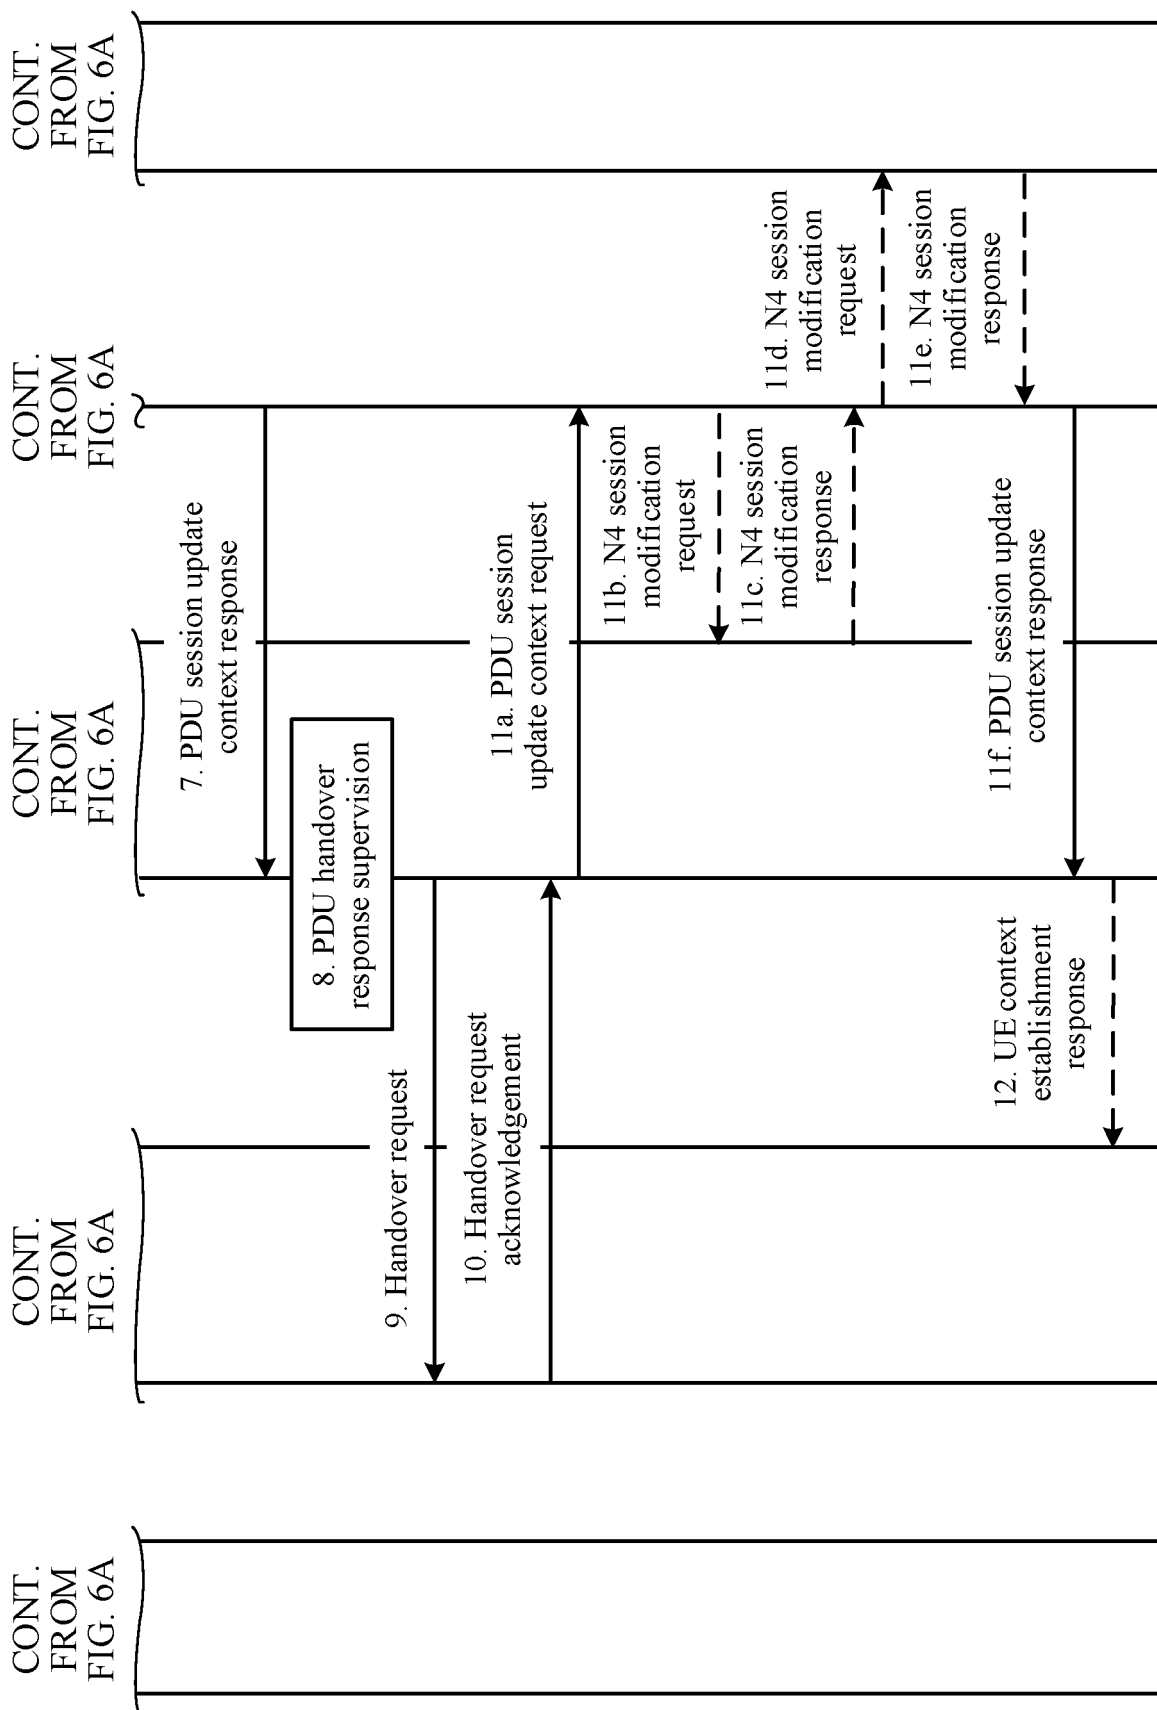 CONT.
FROM
FIG. 6A
CONT.
FROM
FIG. 6A
CONT.
FROM
FIG. 6A
CONT.
FROM
FIG. 6A
CONT.
FROM
FIG. 6A
7. PDU session update
context response
8. PDU handover
response supervision
9. Handover request
10. Handover request
acknowledgement
11a. PDU session
update context request
11b. N4 session
modification
request
11c. N4 session
modification
response
11d. N4 session
modification
request
11e. N4 session
modification
response
11f. PDU session update
context response
12. UE context
establishment
response